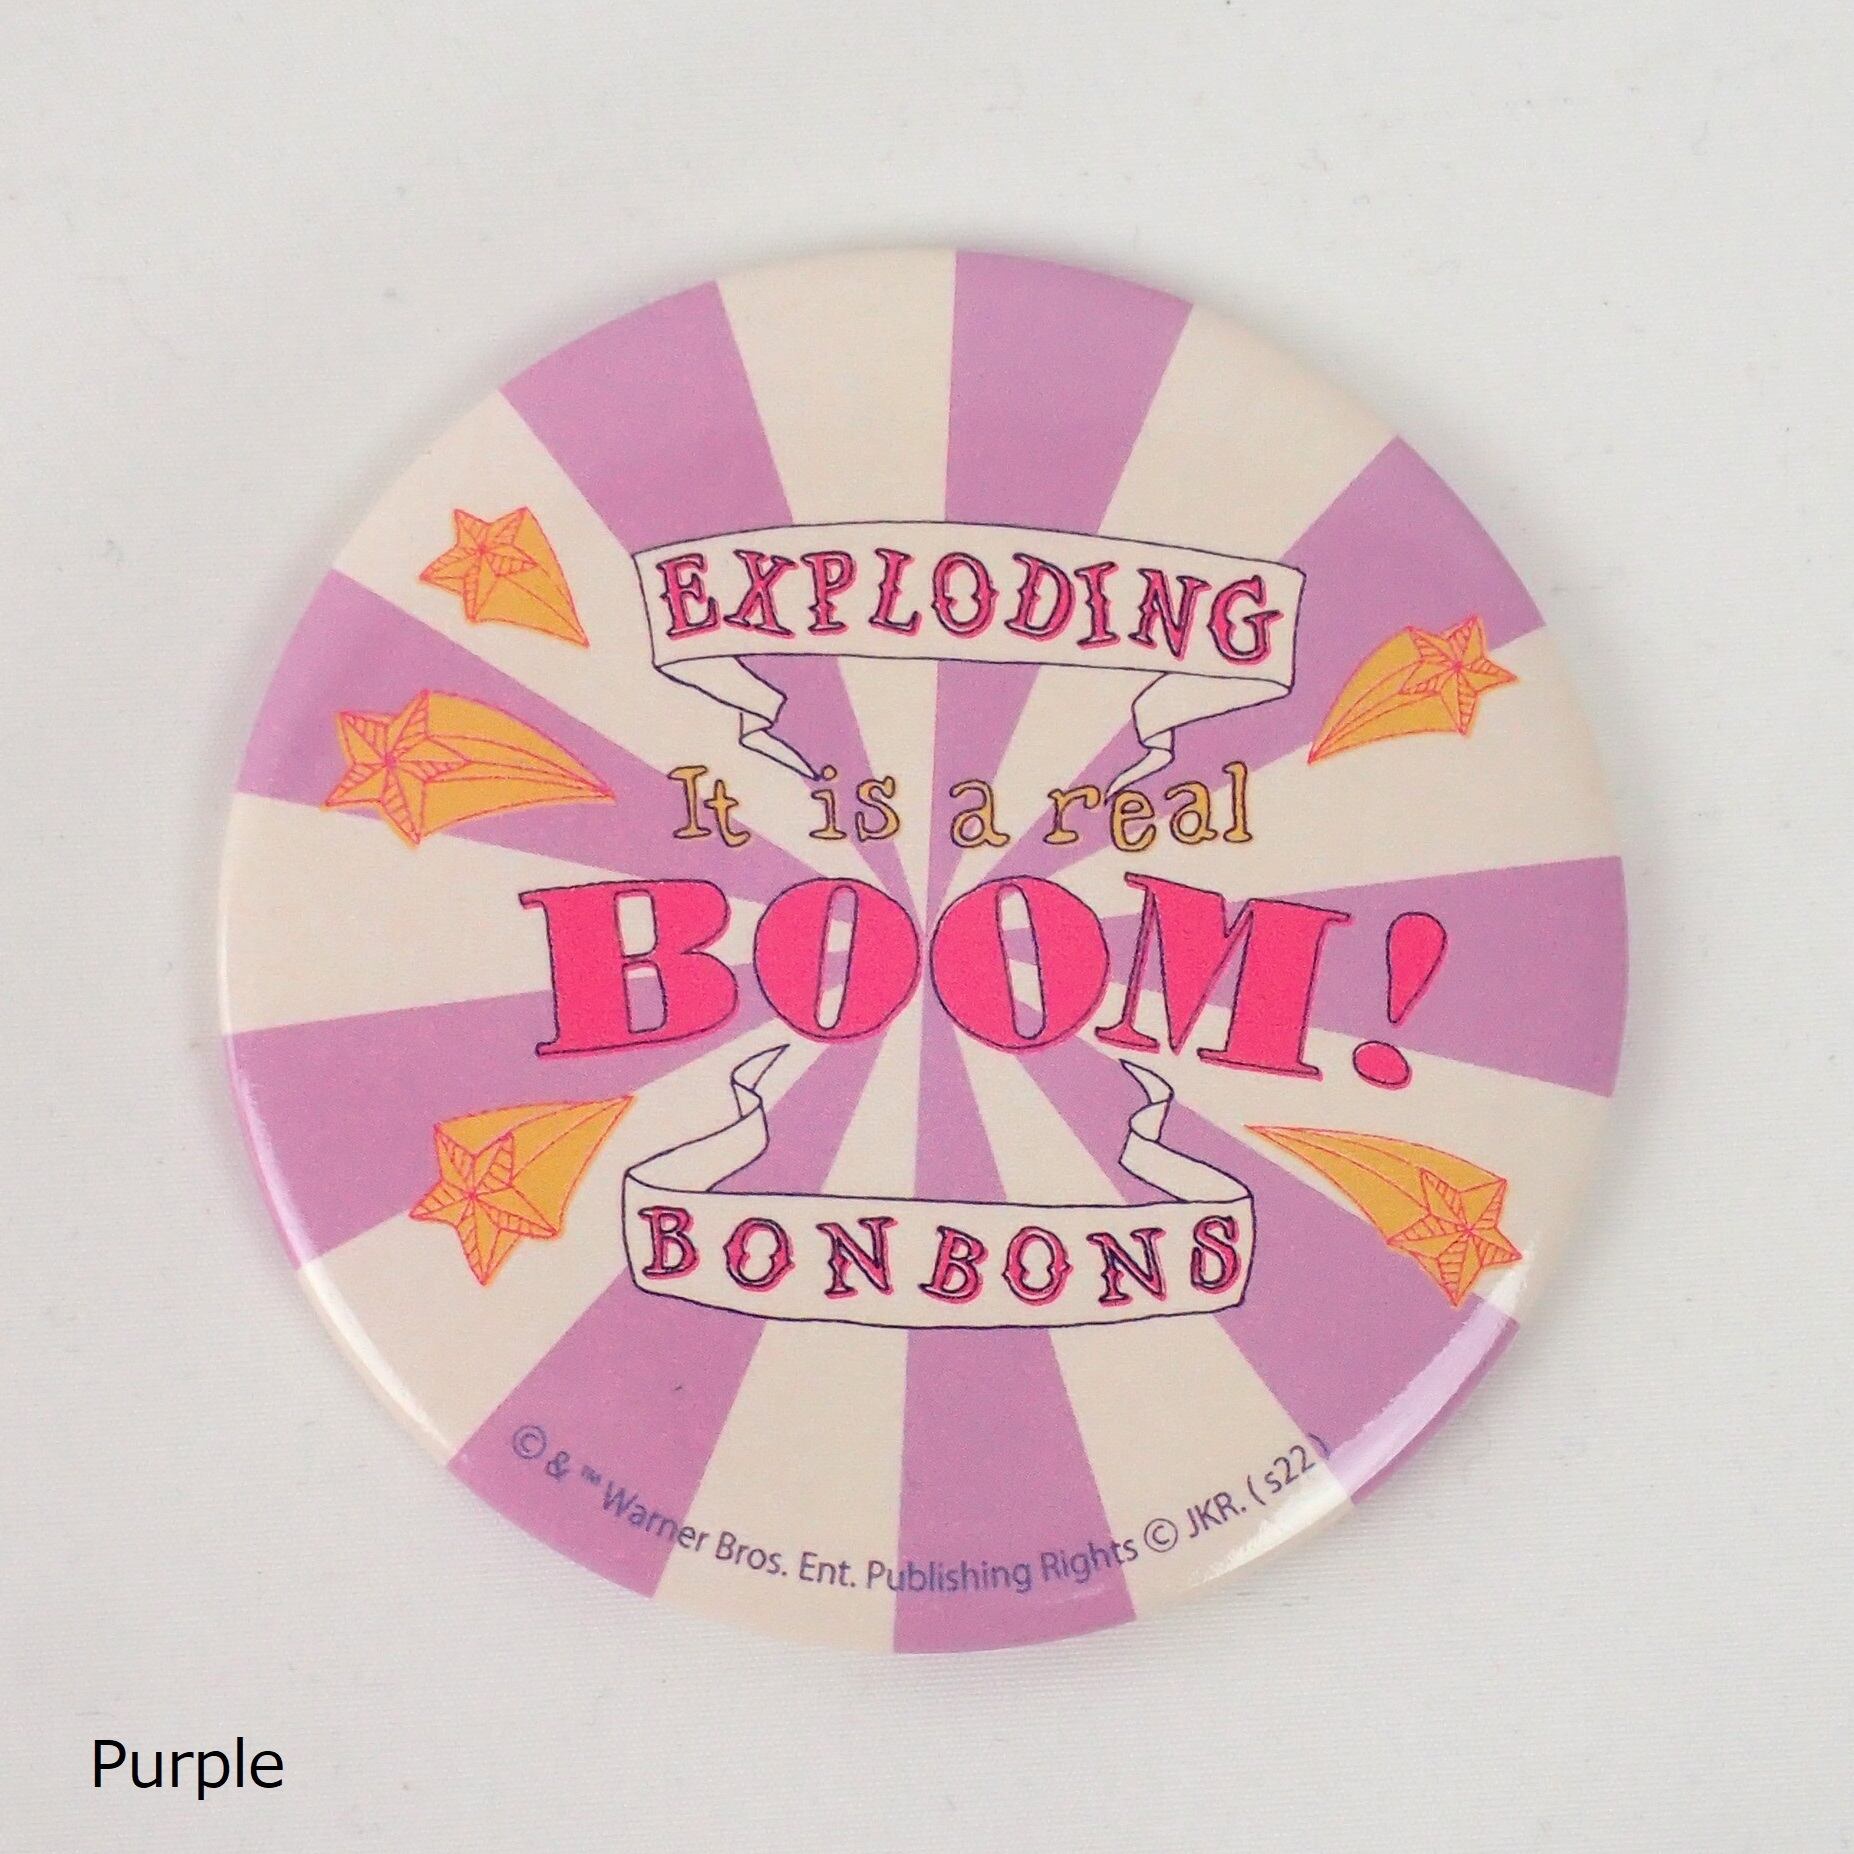 EXPLODING
It is a real
BOOM!
BONBONS
© & ™ Warner Bros. Ent. Publishing Rights © JKR. (s22)
Purple